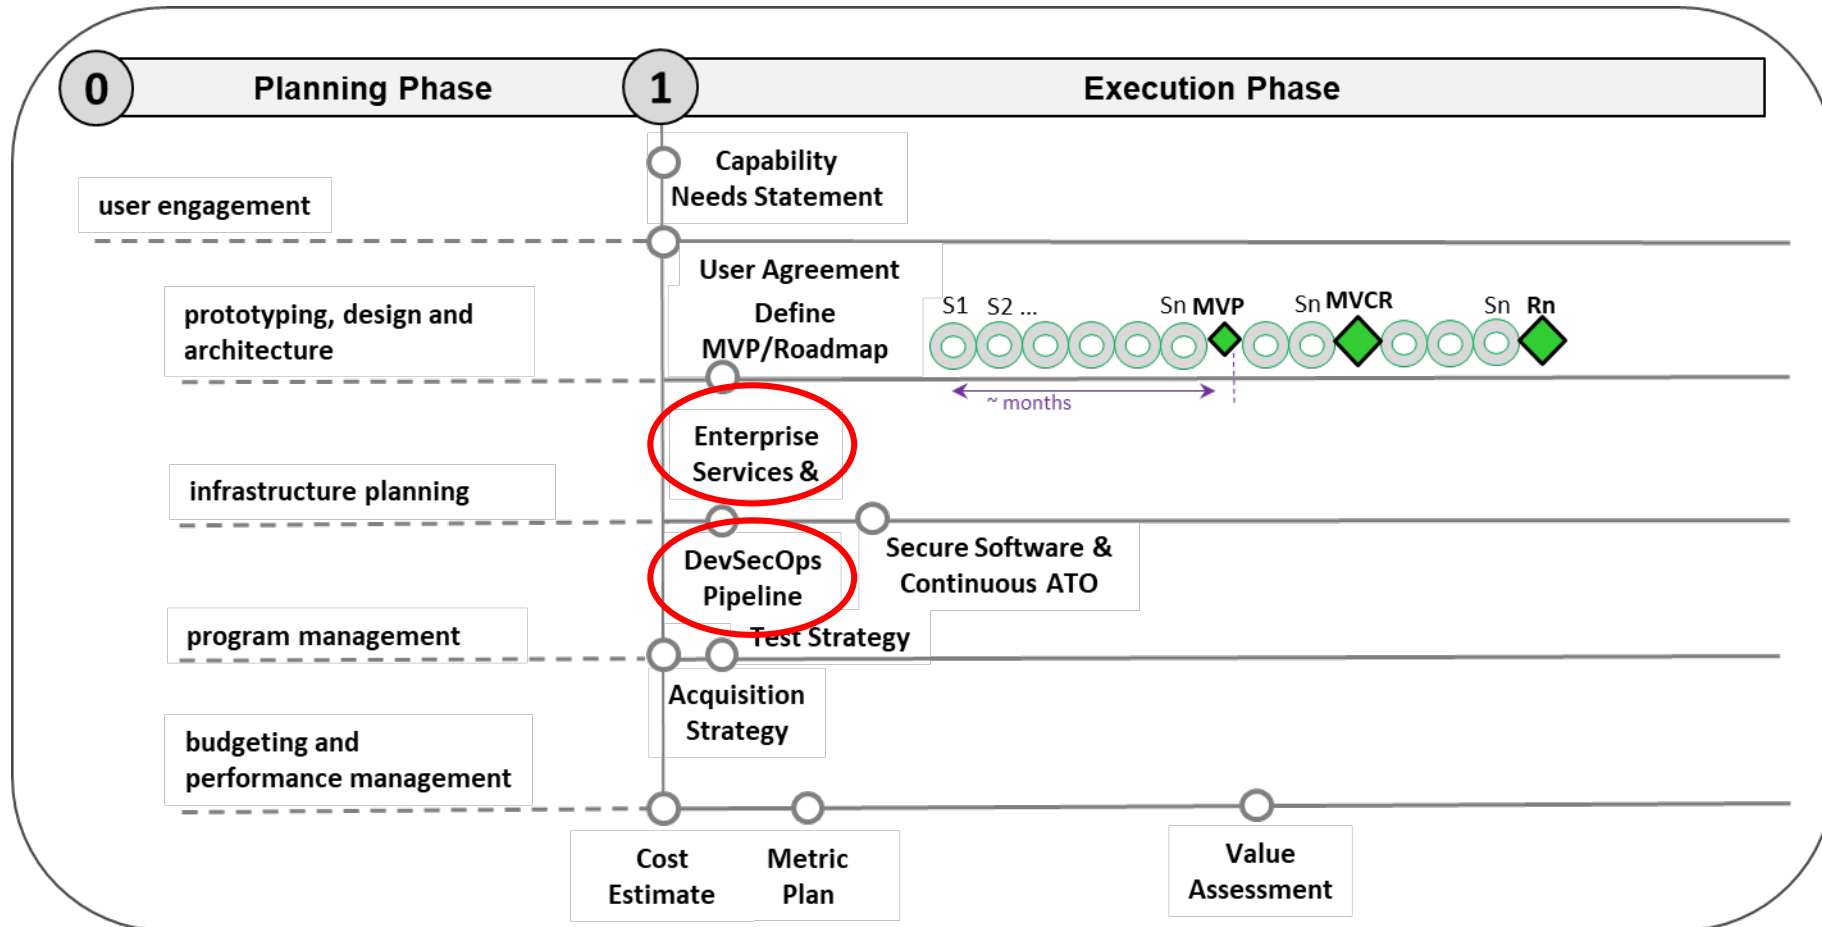 0
Planning Phase
1
Execution Phase
Capability
Needs Statement
user engagement
User Agreement
prototyping, design and
architecture
Define
MVP/Roadmap
S1
S2 ...
Sn
MVP
Sn
MVCR
Sn
Rn
~ months
Enterprise
Services &
infrastructure planning
DevSecOps
Pipeline
Secure Software &
Continuous ATO
program management
Test Strategy
Acquisition
Strategy
budgeting and
performance management
Cost
Estimate
Metric
Plan
Value
Assessment